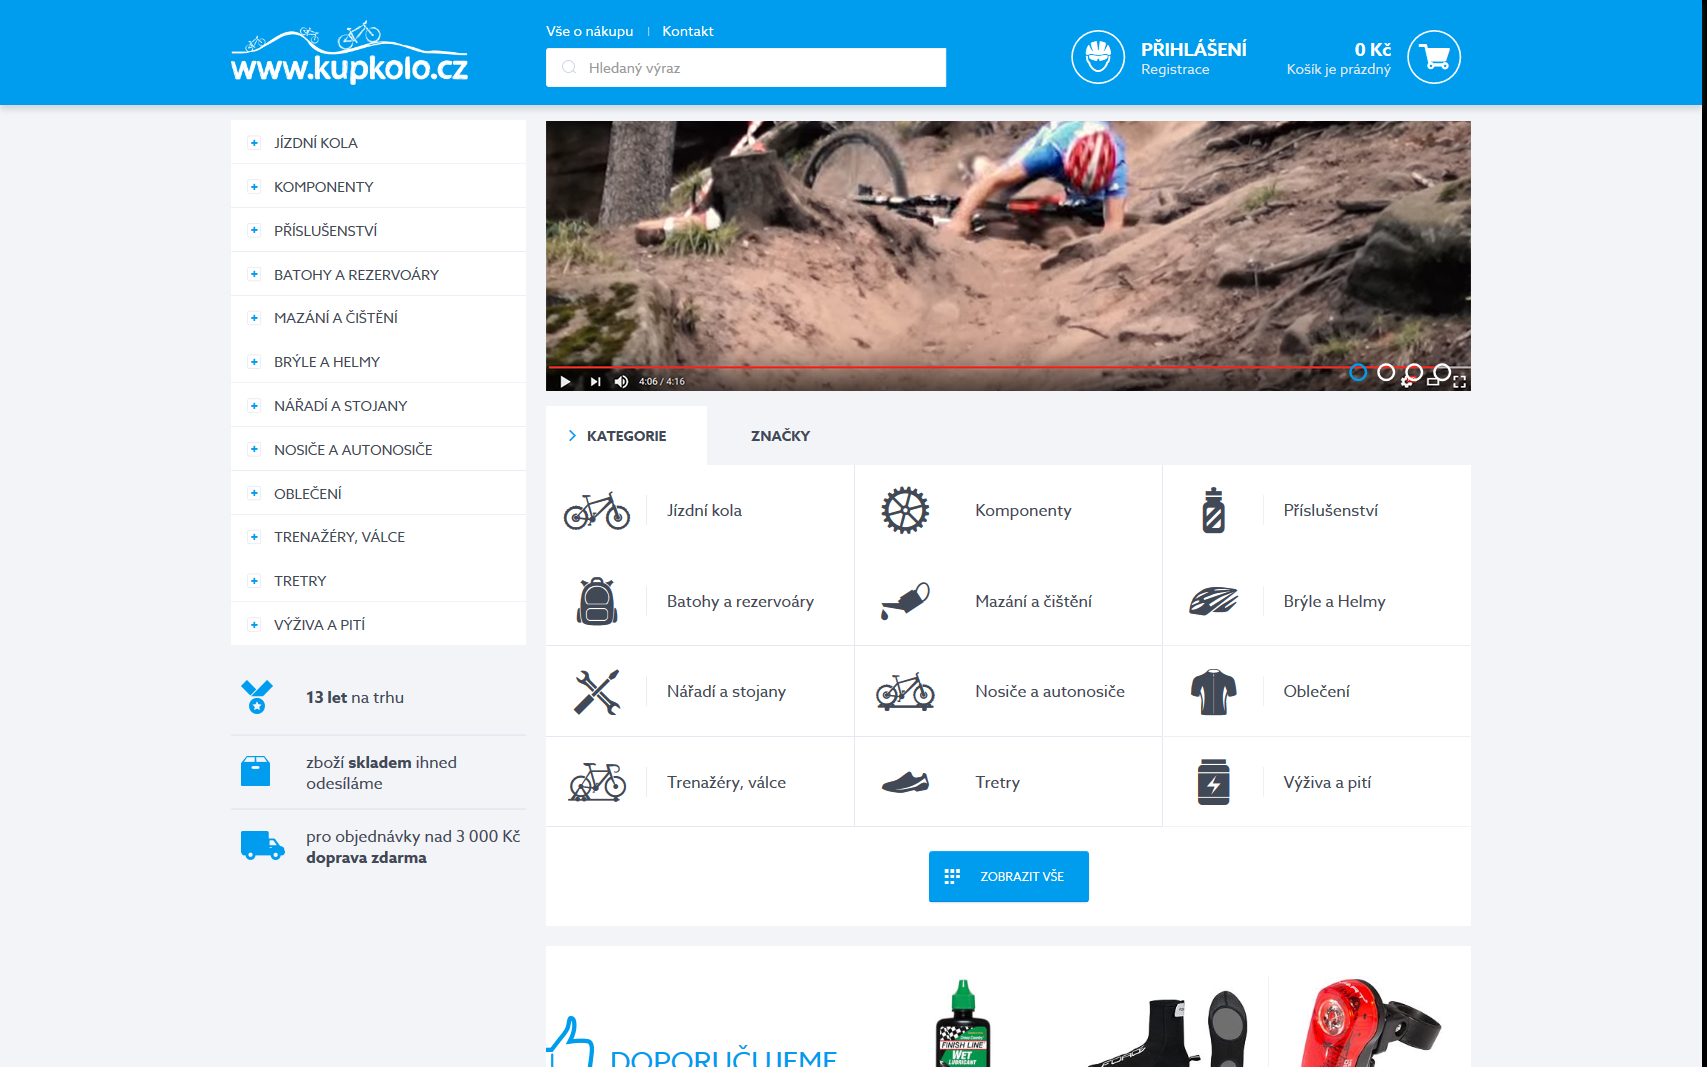 www.kupkolo.cz
Vše o nákupu
Kontakt
Hledaný výraz
PŘIHLÁŠENÍ
Registrace
0 Kč
Košík je prázdný
JÍZDNÍ KOLA
KOMPONENTY
PŘÍSLUŠENSTVÍ
BATOHY A REZERVOÁRY
MAZÁNÍ A ČIŠTĚNÍ
BRÝLE A HELMY
NÁŘADÍ A STOJANY
NOSIČE A AUTONOSIČE
OBLEČENÍ
TRENAŽÉRY, VÁLCE
TRETRY
VÝŽIVA A PITÍ
13 let na trhu
zboží skladem ihned
odesíláme
pro objednávky nad 3 000 Kč
doprava zdarma
4:06 / 4:16
KATEGORIE
ZNAČKY
Jízdní kola
Komponenty
Příslušenství
Batohy a rezervoáry
Mazání a čištění
Brýle a Helmy
Nářadí a stojany
Nosiče a autonosiče
Oblečení
Trenažéry, válce
Tretry
Výživa a pití
ZOBRAZIT VŠE
DOPORUČUJEME
FINISH LINE
WET
LUBRICANT